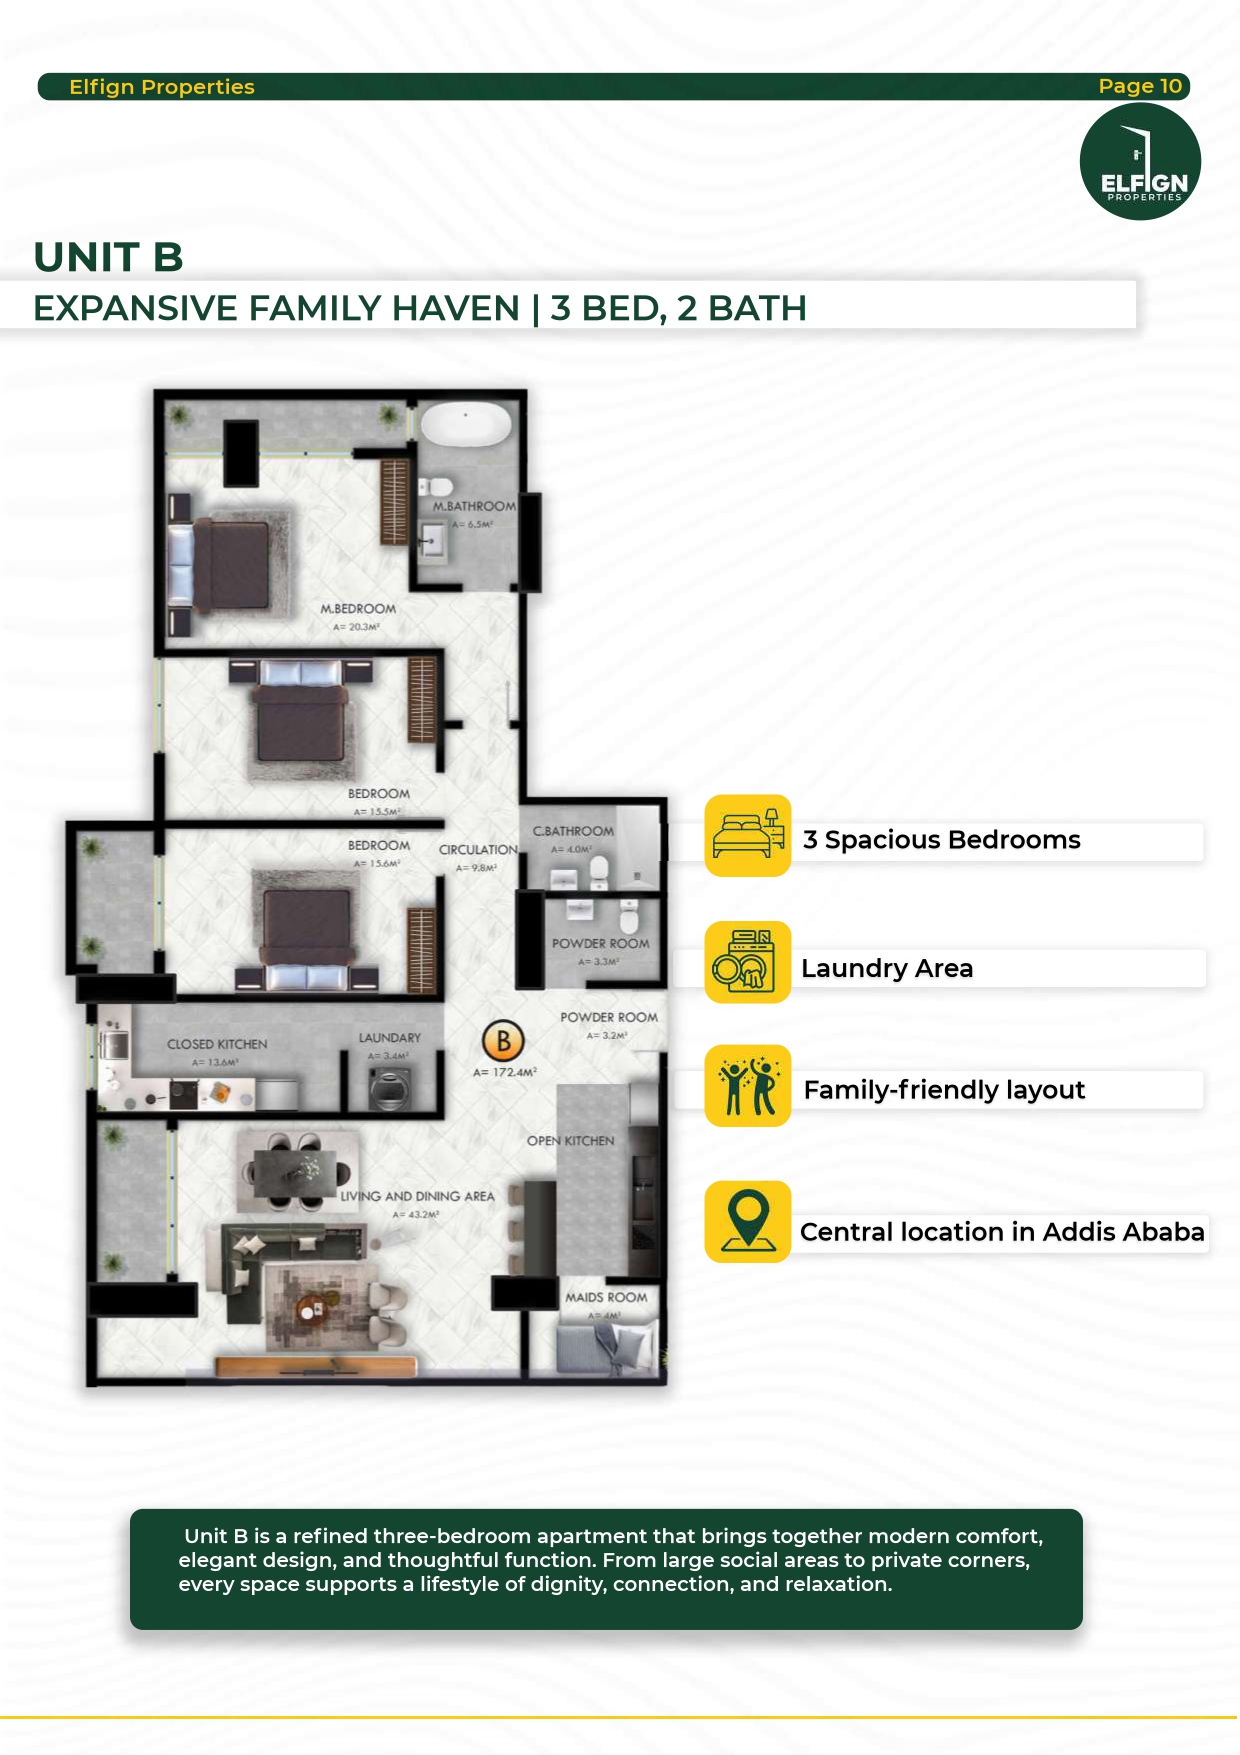 Elfign Properties
Page 10
ELFIGN
PROPERTIES
UNIT B
EXPANSIVE FAMILY HAVEN | 3 BED, 2 BATH
M.BATHROOM
A= 6.5M²
M.BEDROOM
A= 20.3M²
BEDROOM
A= 15.5M²
BEDROOM
A= 15.6M²
CIRCULATION
A= 9.8M²
C.BATHROOM
A= 4.0M²
POWDER ROOM
A= 3.3M²
POWDER ROOM
A= 3.2M²
CLOSED KITCHEN
A= 13.6M²
LAUNDARY
A= 3.4M²
B
A= 172.4M²
OPEN KITCHEN
LIVING AND DINING AREA
A= 43.2M²
MAIDS ROOM
A= 4M²
3 Spacious Bedrooms
Laundry Area
Family-friendly layout
Central location in Addis Ababa
Unit B is a refined three-bedroom apartment that brings together modern comfort,
elegant design, and thoughtful function. From large social areas to private corners,
every space supports a lifestyle of dignity, connection, and relaxation.